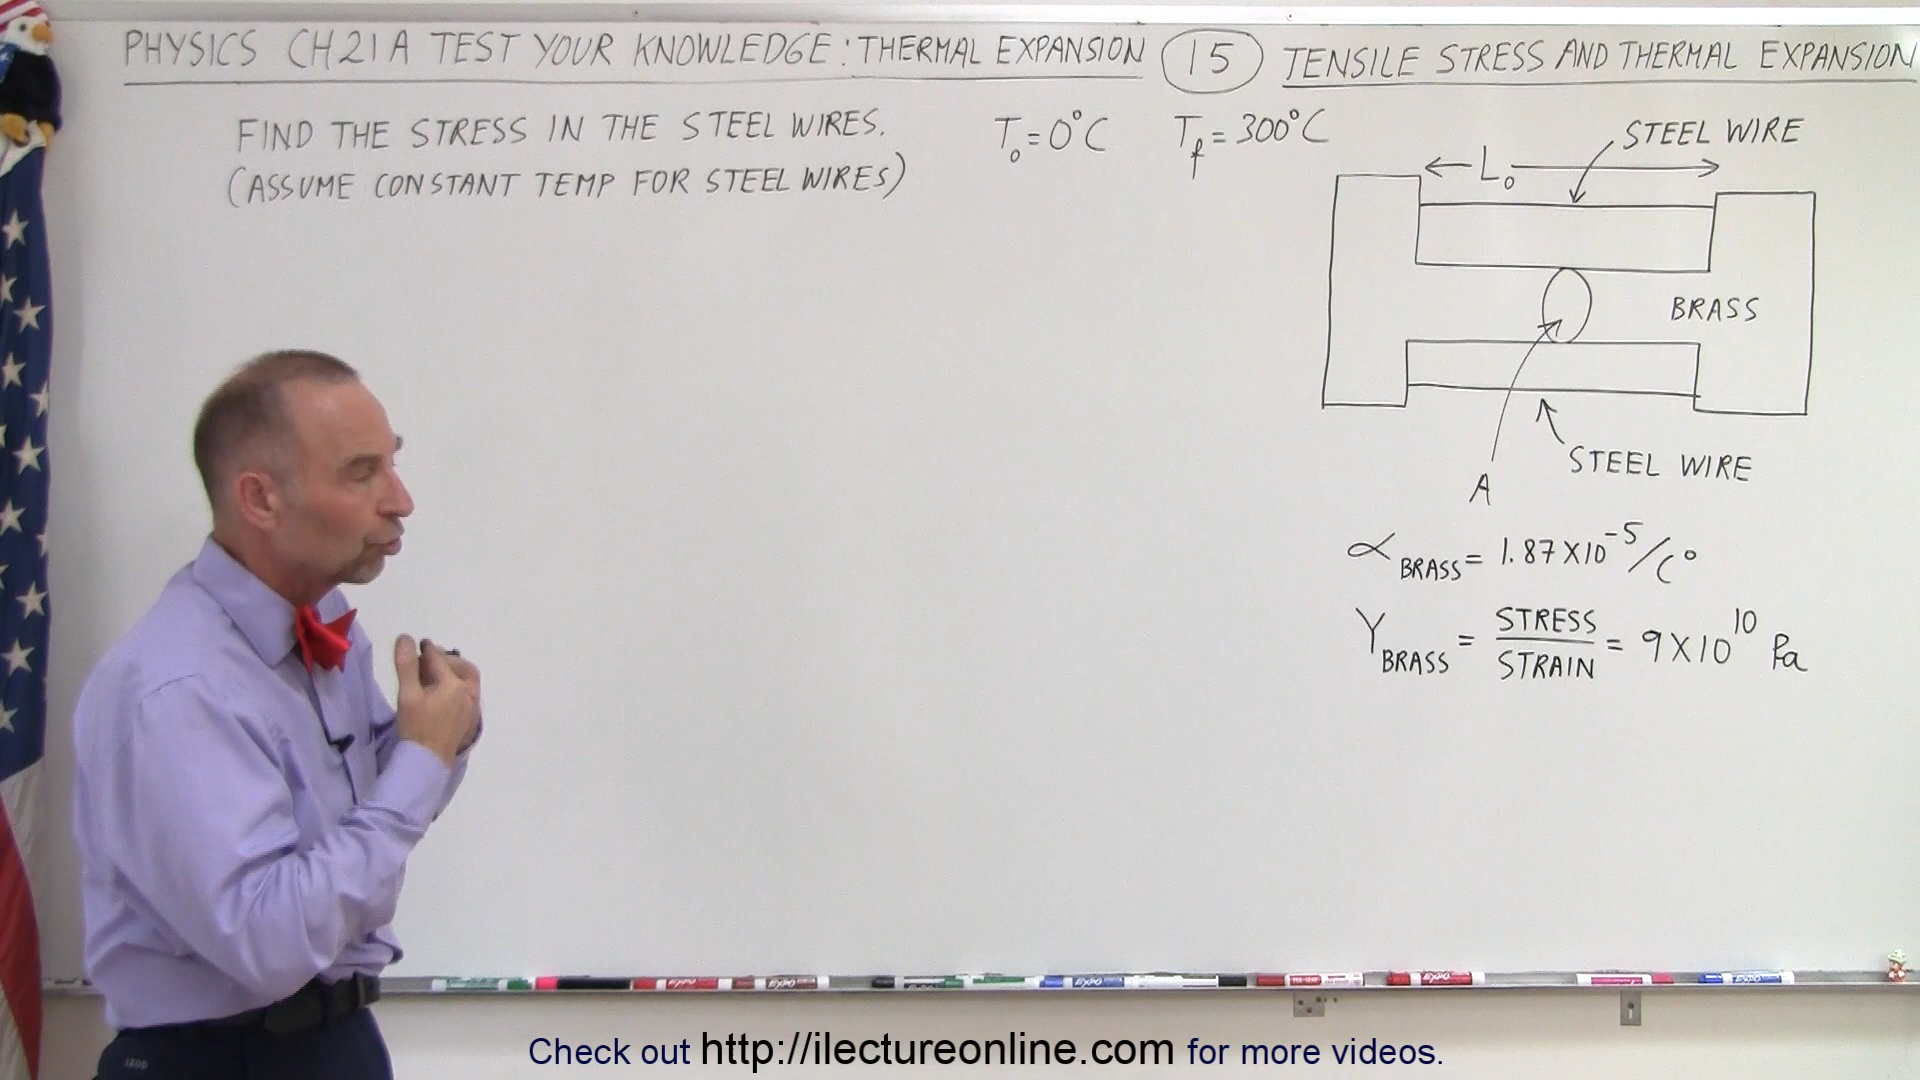 PHYSICS CH21A TEST YOUR KNOWLEDGE: THERMAL EXPANSION 15 TENSILE STRESS AND THERMAL EXPANSION
FIND THE STRESS IN THE STEEL WIRES.
(ASSUME CONSTANT TEMP FOR STEEL WIRES)
T₀ = 0°C T_f = 300°C
STEEL WIRE
L₀
BRASS
STEEL WIRE
A
α_BRASS = 1.87 X 10⁻⁵/C°
Y_BRASS = STRESS/STRAIN = 9 X 10¹⁰ Pa
IZOD
Check out http://ilectureonline.com for more videos.